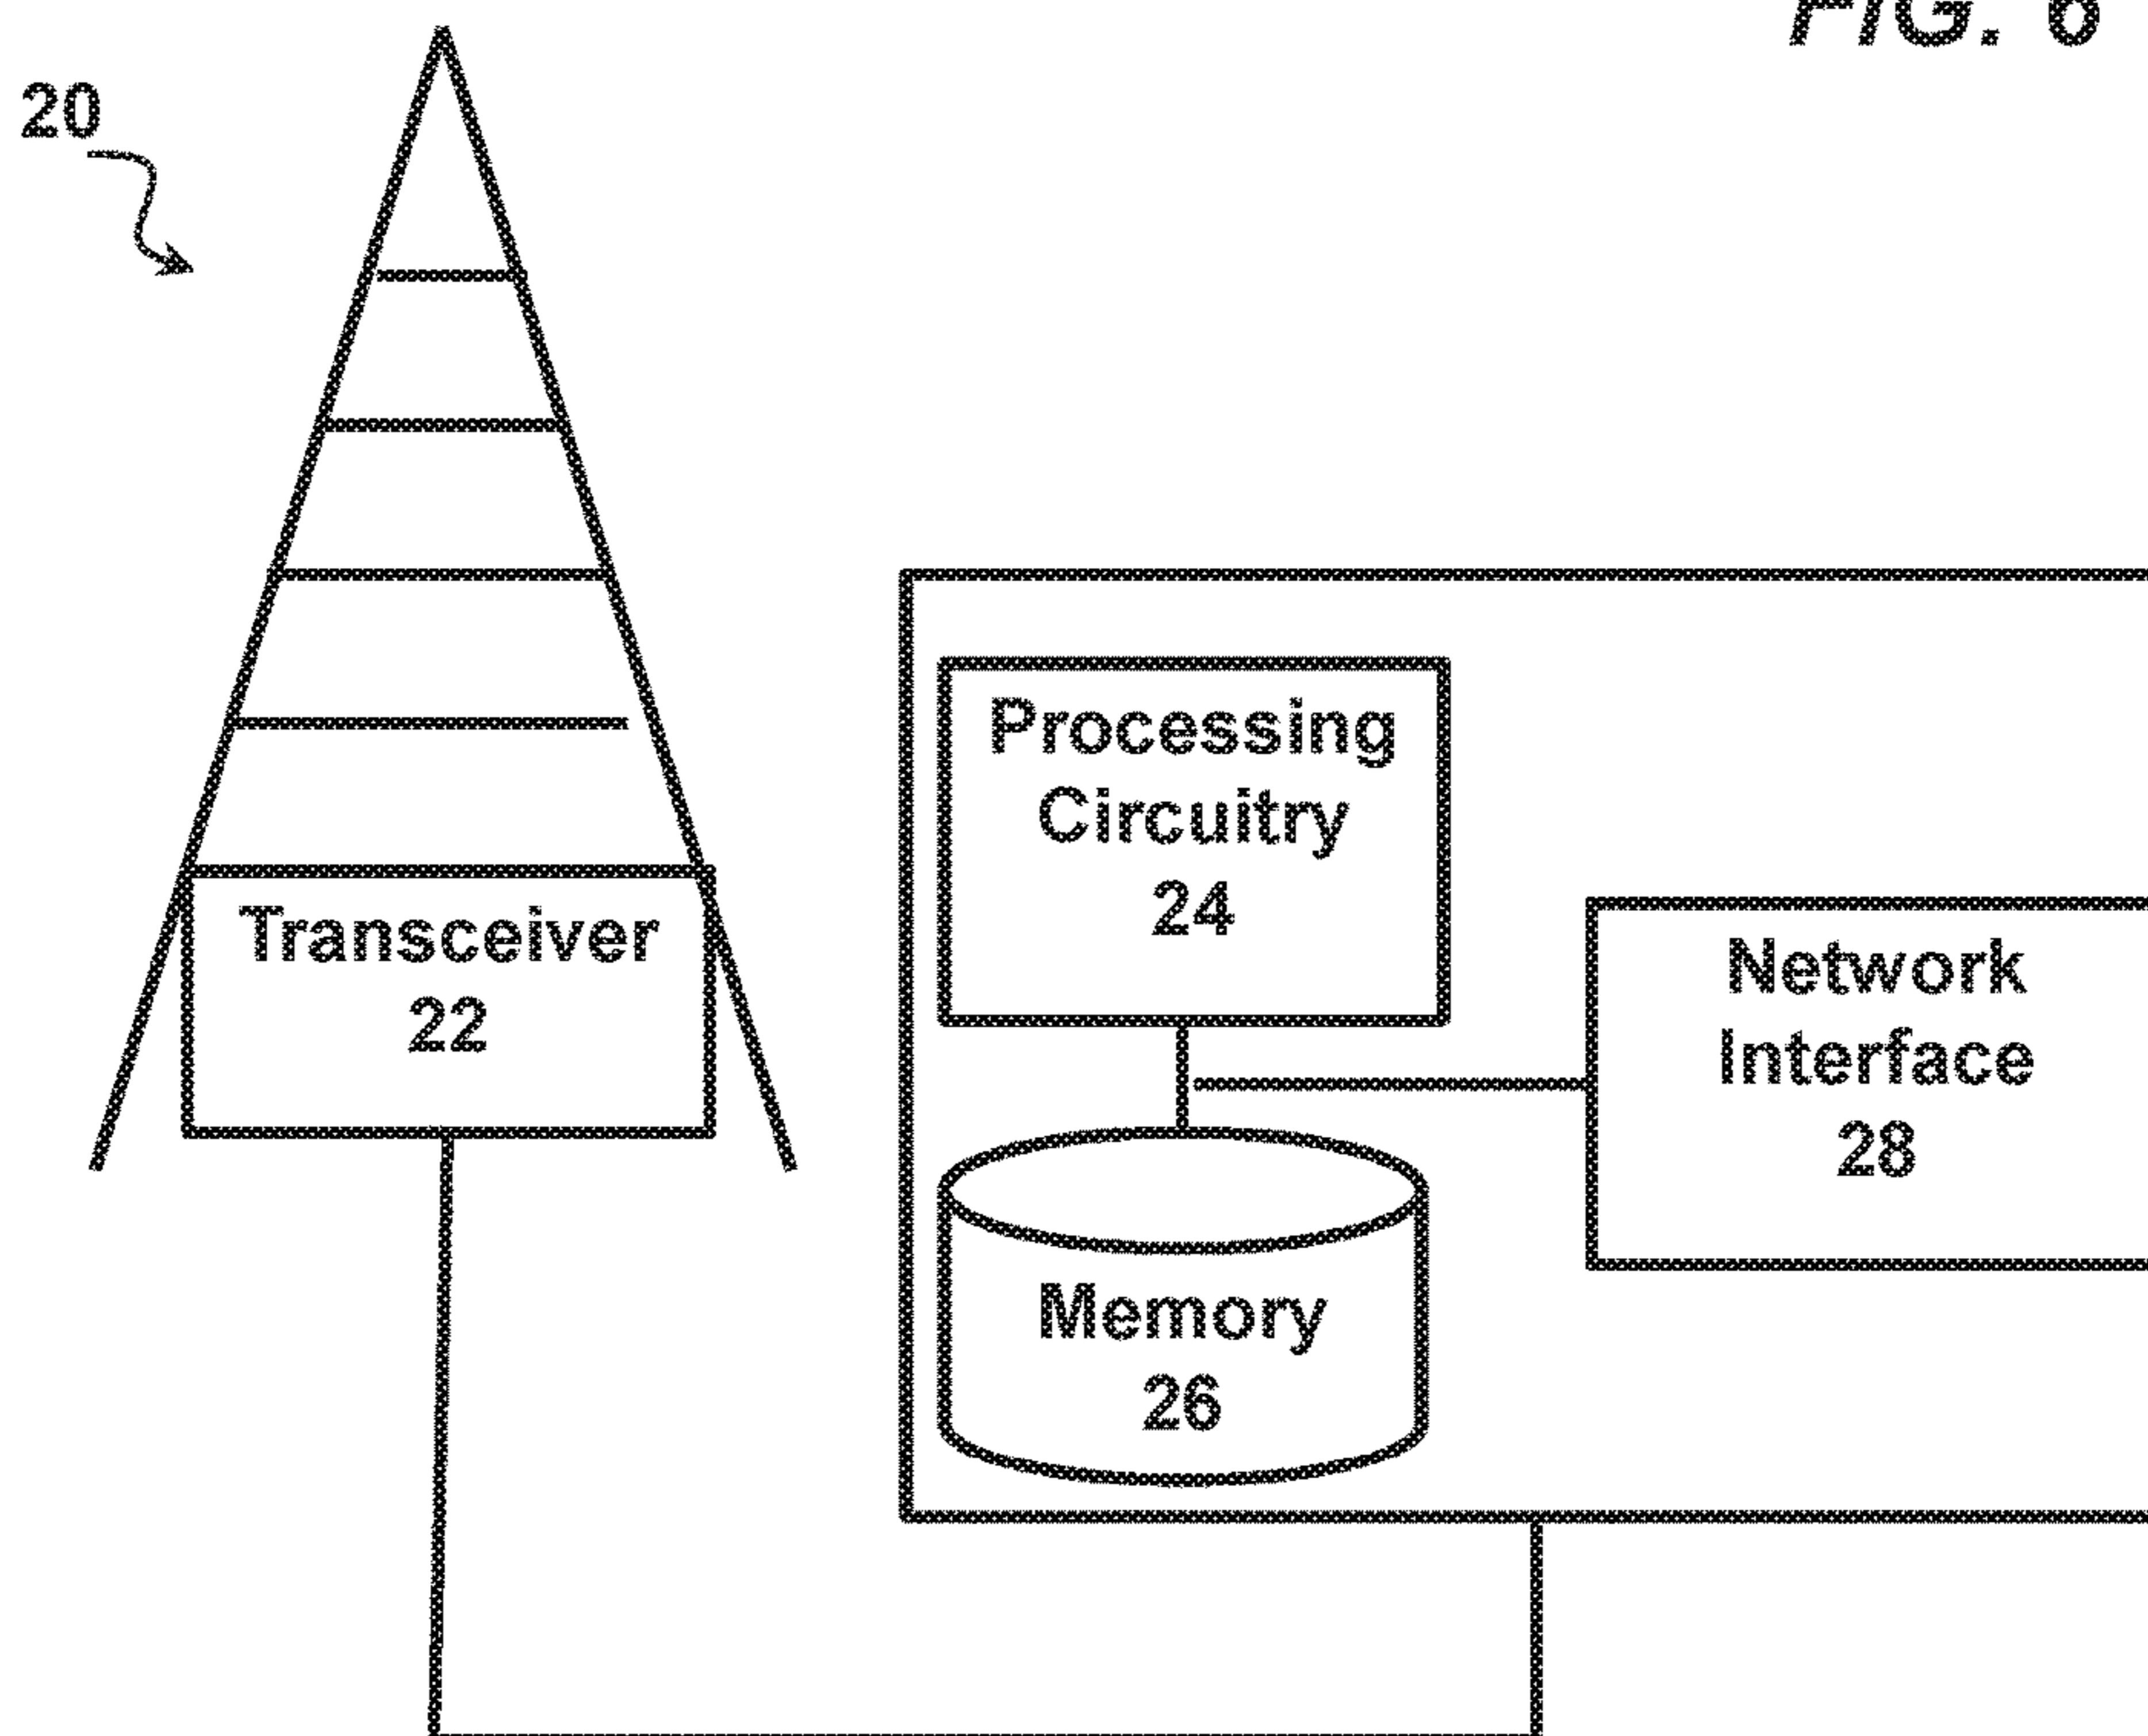 FIG. 6
20
Processing
Circuitry
24
Transceiver
22
Network
Interface
28
Memory
26